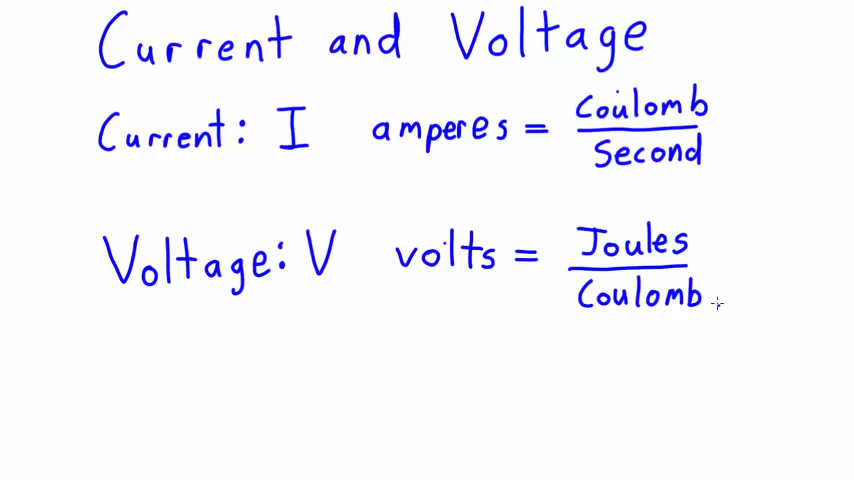 Current and Voltage
Current: I amperes = Coulomb
Second
Voltage: V volts = Joules
Coulomb